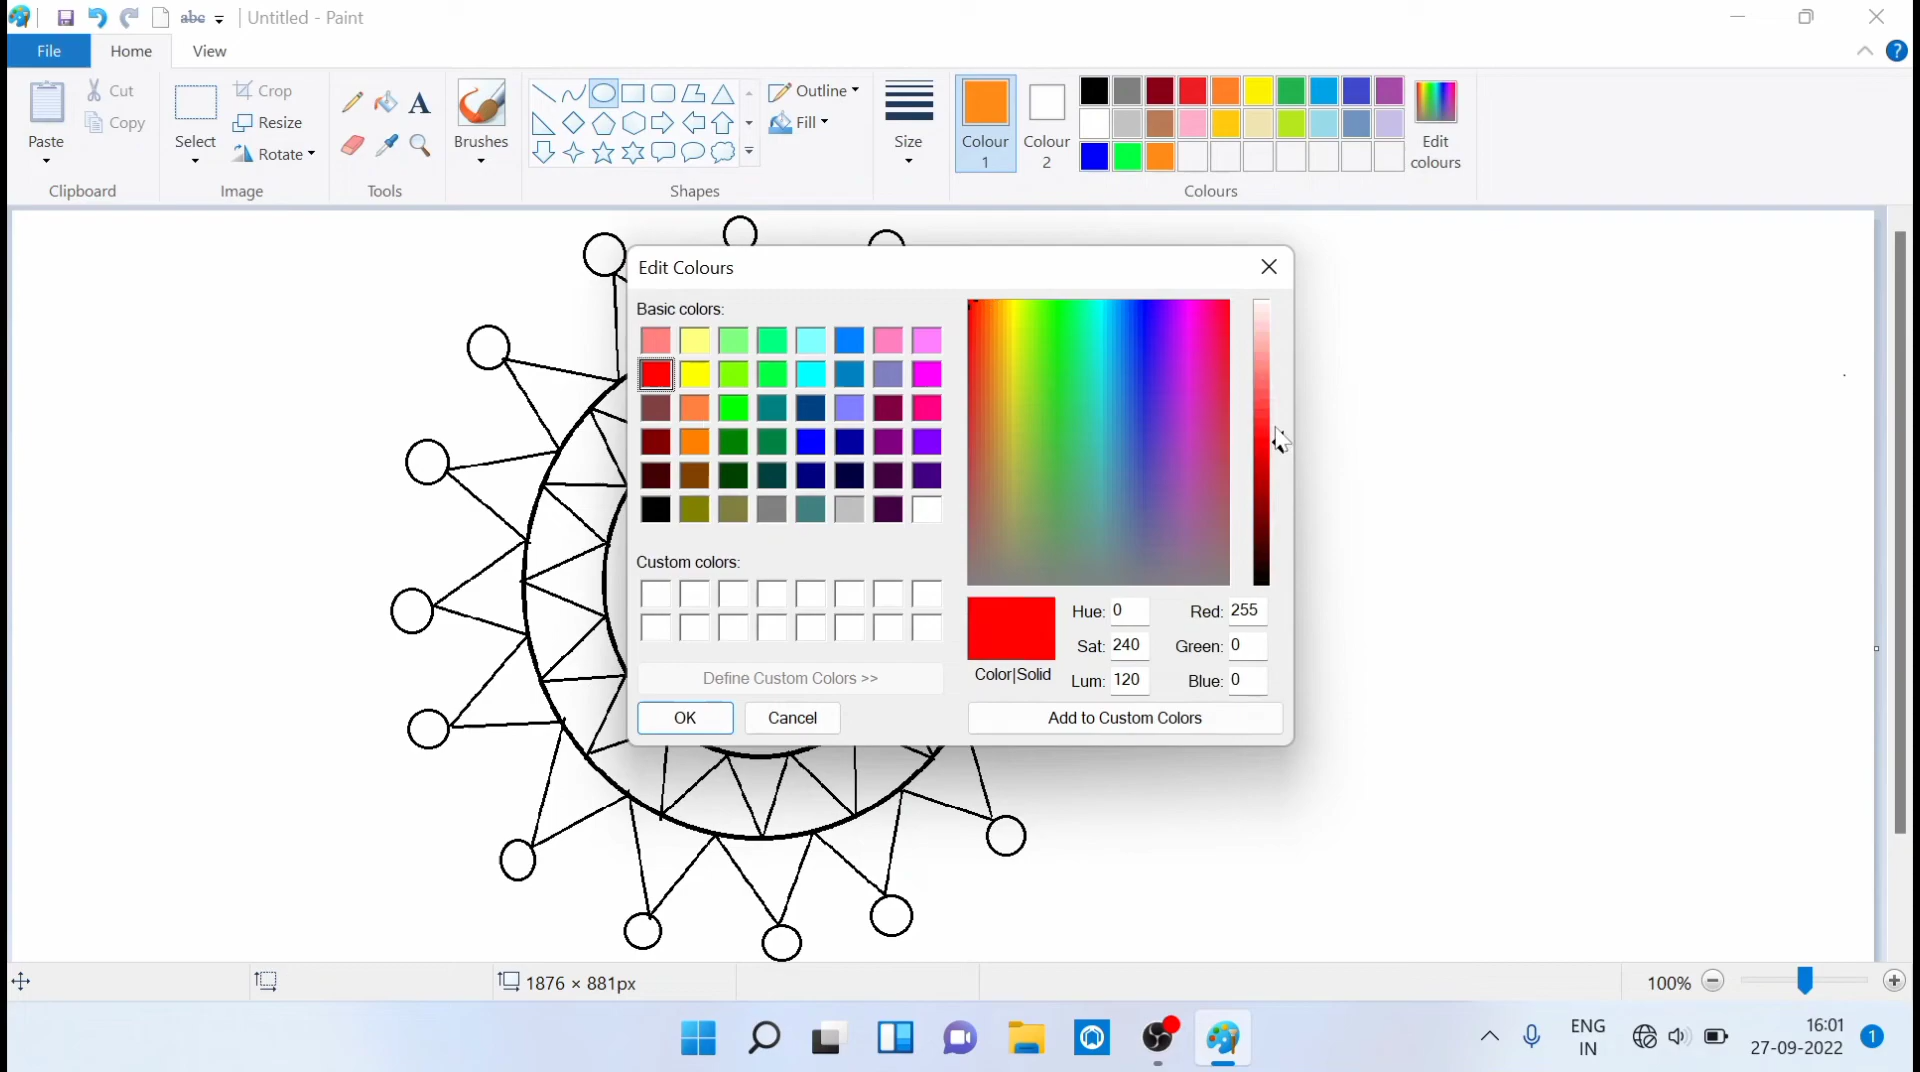 abc Untitled - Paint
File Home View
Paste Cut Copy
Clipboard
Select Crop Resize Rotate
Image
A
Tools
Brushes
Shapes
Outline
Fill
Size
Colour 1
Colour 2
Edit colours
Colours
Edit Colours
Basic colors:
Custom colors:
Define Custom Colors >>
OK Cancel
Color|Solid
Hue: 0 Red: 255
Sat: 240 Green: 0
Lum: 120 Blue: 0
Add to Custom Colors
1876 × 881px 100%
ENG IN
16:01
27-09-2022
1